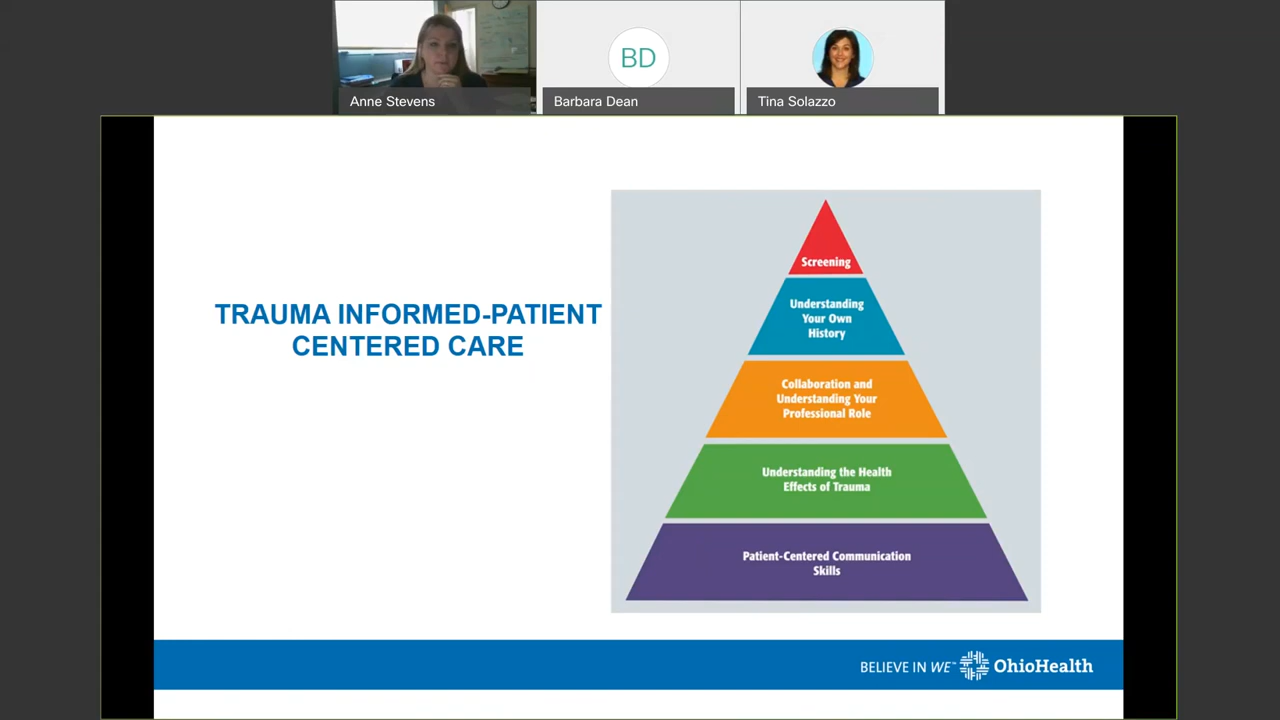 BD
Anne Stevens
Barbara Dean
Tina Solazzo
TRAUMA INFORMED-PATIENT
CENTERED CARE
Screening
Understanding
Your Own
History
Collaboration and
Understanding Your
Professional Role
Understanding the Health
Effects of Trauma
Patient-Centered Communication
Skills
BELIEVE IN WE™ OhioHealth